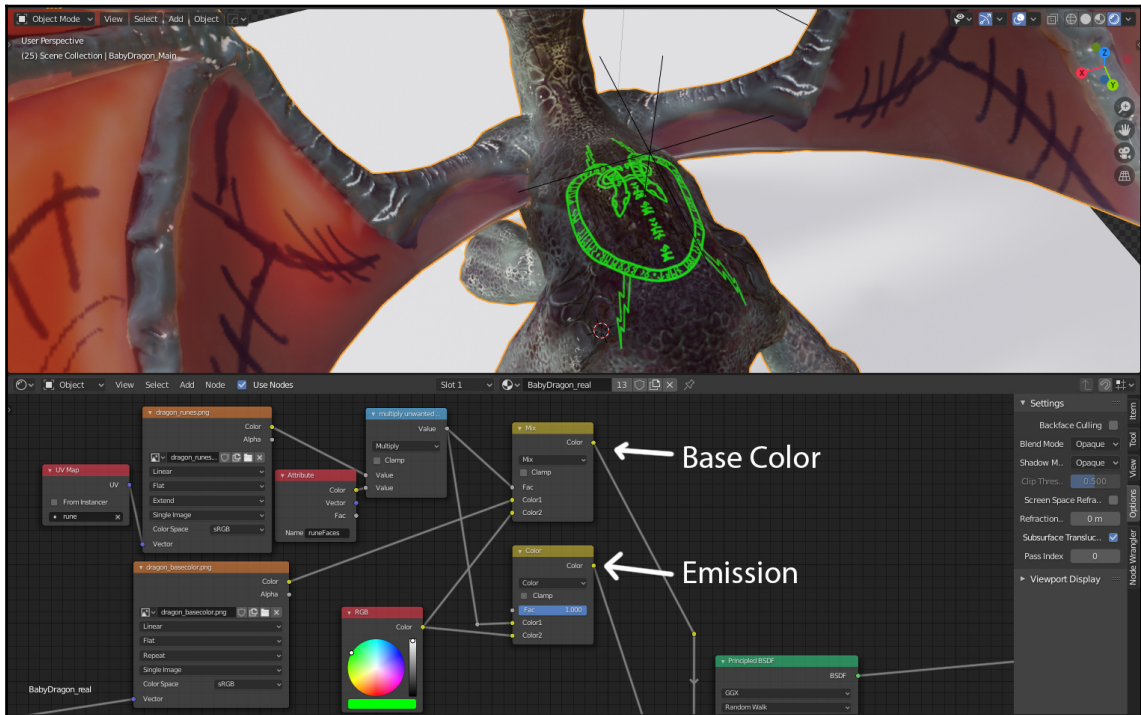 Object Mode View Select Add Object
User Perspective
(25) Scene Collection | BabyDragon_Main
Z
X
Y
Object View Select Add Node Use Nodes Slot 1 BabyDragon_real 13
dragon_runes.png
Color
Alpha
dragon_runes...
Linear
Flat
Extend
Single Image
Color Space sRGB
Vector
UV Map
UV
From Instancer
rune
Attribute
Color
Vector
Fac
Name runeFaces
multiply unwanted ...
Value
Multiply
Clamp
Value
Value
Mix
Color
Mix
Clamp
Fac
Color1
Color2
Base Color
Color
Color
Color
Clamp
Fac 1.000
Color1
Color2
Emission
dragon_basecolor.png
Color
Alpha
dragon_basecolor.png
Linear
Flat
Repeat
Single Image
Color Space sRGB
Vector
RGB
Color
BabyDragon_real
Principled BSDF
BSDF
GGX
Random Walk
Settings
Backface Culling
Blend Mode Opaque
Shadow M.. Opaque
Clip Thres.. 0.500
Screen Space Refra..
Refraction.. 0 m
Subsurface Transluc..
Pass Index 0
Viewport Display
Item
Tool
View
Options
Node Wrangler